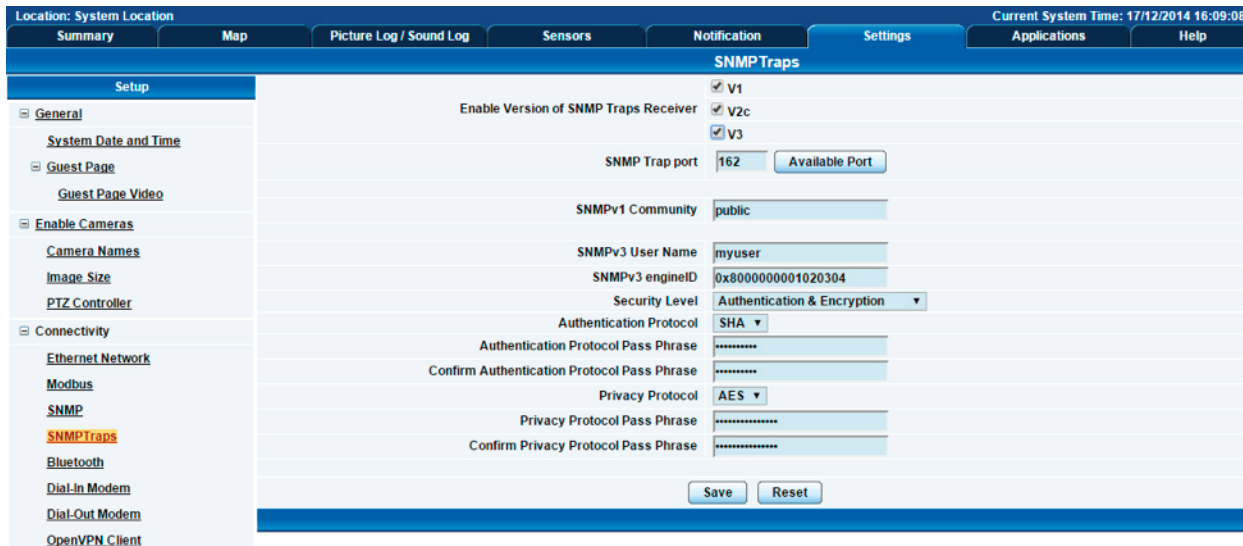 Location: System Location Current System Time: 17/12/2014 16:09:08
Summary Map Picture Log / Sound Log Sensors Notification Settings Applications Help
SNMPTraps
Setup
General
System Date and Time
Guest Page
Guest Page Video
Enable Cameras
Camera Names
Image Size
PTZ Controller
Connectivity
Ethernet Network
Modbus
SNMP
SNMPTraps
Bluetooth
Dial-In Modem
Dial-Out Modem
OpenVPN Client
Enable Version of SNMP Traps Receiver
V1
V2c
V3
SNMP Trap port 162 Available Port
SNMPv1 Community public
SNMPv3 User Name myuser
SNMPv3 engineID 0x8000000001020304
Security Level Authentication & Encryption
Authentication Protocol SHA
Authentication Protocol Pass Phrase ••••••••••
Confirm Authentication Protocol Pass Phrase ••••••••••
Privacy Protocol AES
Privacy Protocol Pass Phrase •••••••••••••••
Confirm Privacy Protocol Pass Phrase •••••••••••••••
Save Reset